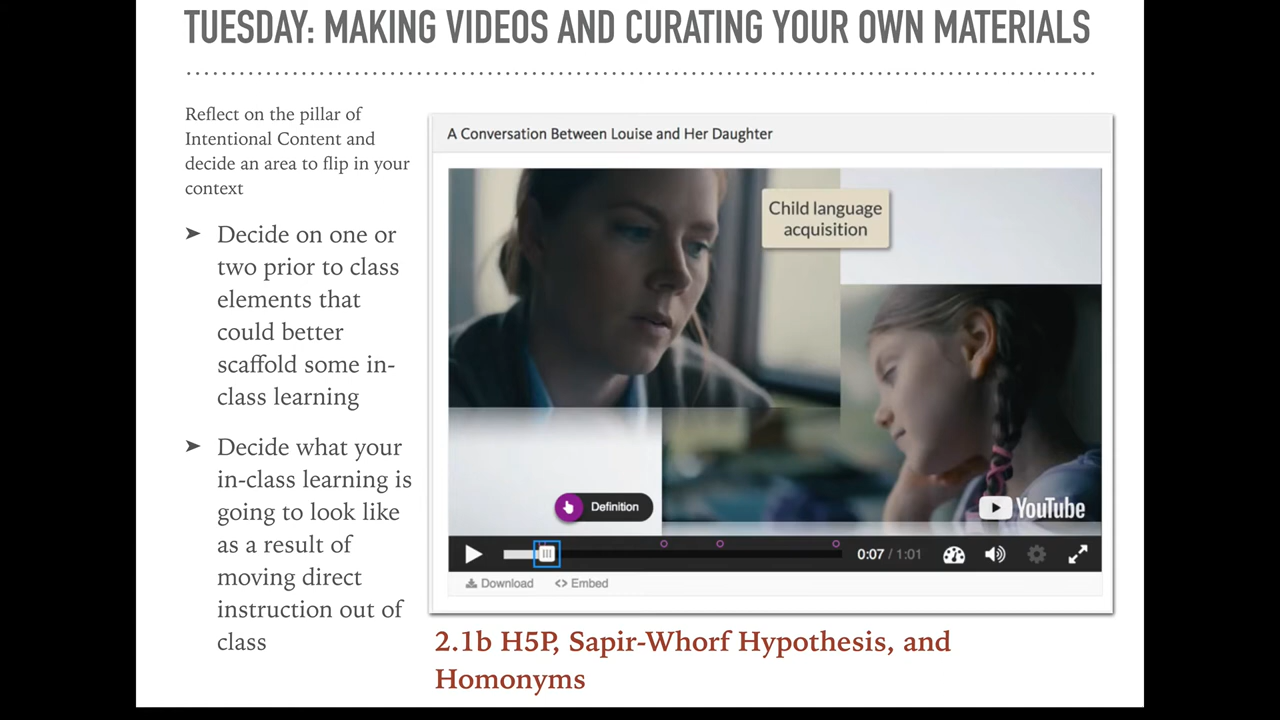 TUESDAY: MAKING VIDEOS AND CURATING YOUR OWN MATERIALS
Reflect on the pillar of
Intentional Content and
decide an area to flip in your
context
➤ Decide on one or
two prior to class
elements that
could better
scaffold some in-
class learning
➤ Decide what your
in-class learning is
going to look like
as a result of
moving direct
instruction out of
class
A Conversation Between Louise and Her Daughter
Child language
acquisition
Definition
YouTube
0:07 / 1:01
Download <> Embed
2.1b H5P, Sapir-Whorf Hypothesis, and
Homonyms